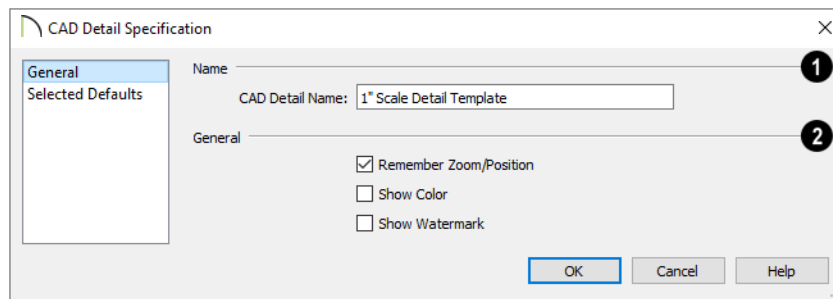 CAD Detail Specification
General
Selected Defaults
Name
1
CAD Detail Name: 1" Scale Detail Template
General
2
Remember Zoom/Position
Show Color
Show Watermark
OK
Cancel
Help